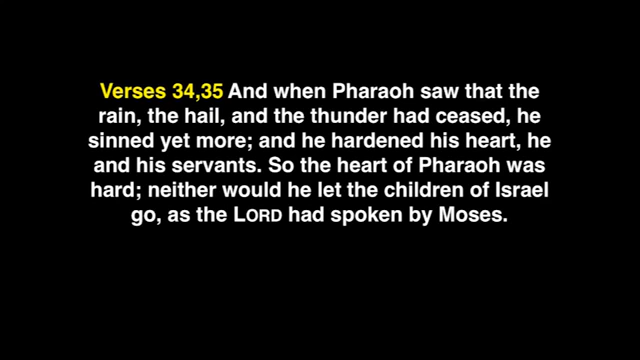 Verses 34,35 And when Pharaoh saw that the
rain, the hail, and the thunder had ceased, he
sinned yet more; and he hardened his heart, he
and his servants. So the heart of Pharaoh was
hard; neither would he let the children of Israel
go, as the LORD had spoken by Moses.